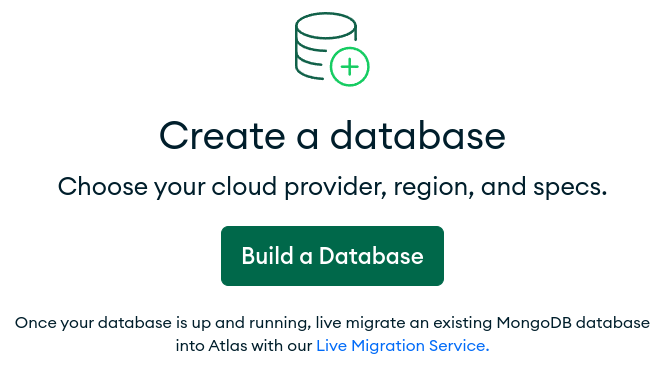 Create a database
Choose your cloud provider, region, and specs.
Build a Database
Once your database is up and running, live migrate an existing MongoDB database
into Atlas with our Live Migration Service.